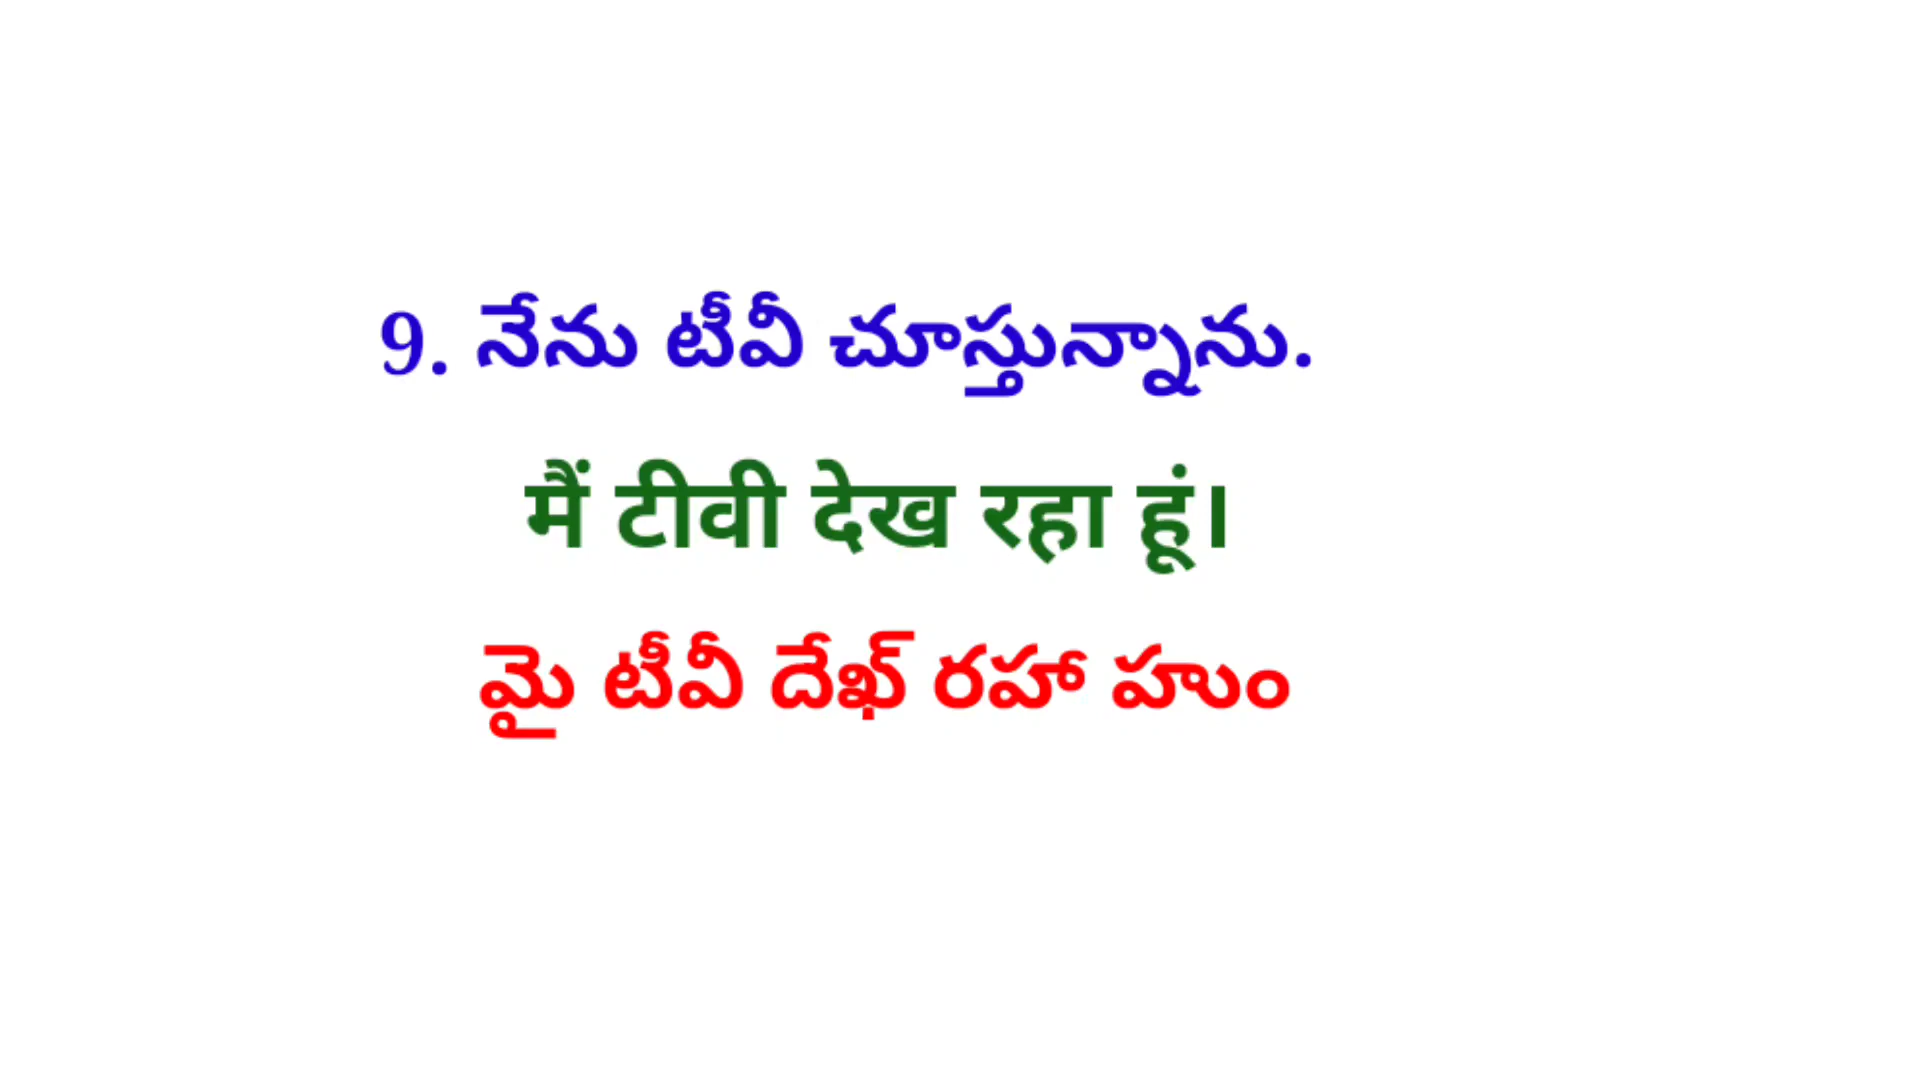 9. నేను టీవీ చూస్తున్నాను.
मैं टीवी देख रहा हूं।
మై టీవీ దేఖ్ రహా హుం